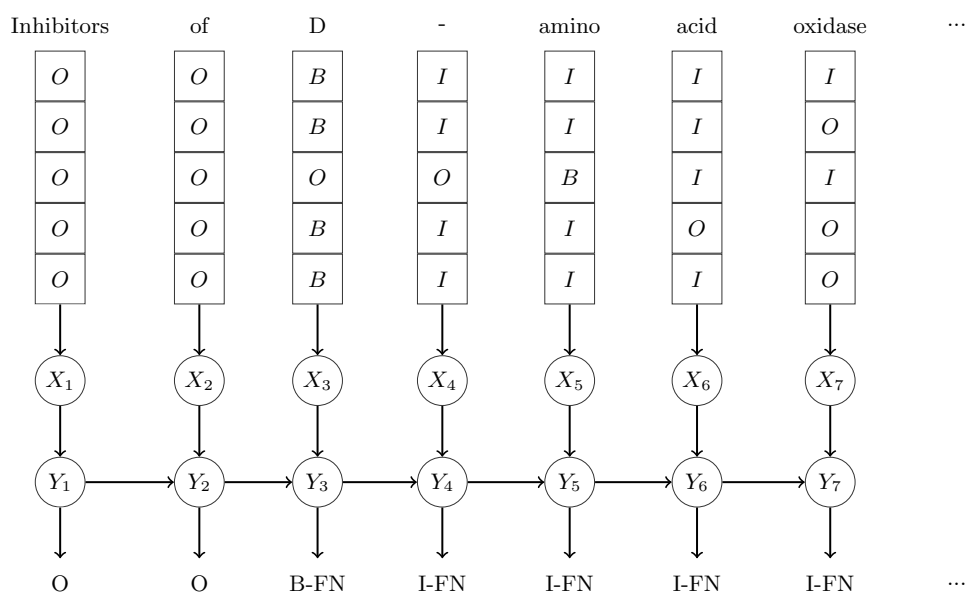 Inhibitors of D - amino acid oxidase ...
O O B I I I I
O O B I I I O
O O O O B I I
O O B I I O O
O O B I I I O
X1 X2 X3 X4 X5 X6 X7
Y1 Y2 Y3 Y4 Y5 Y6 Y7
O O B-FN I-FN I-FN I-FN I-FN ...